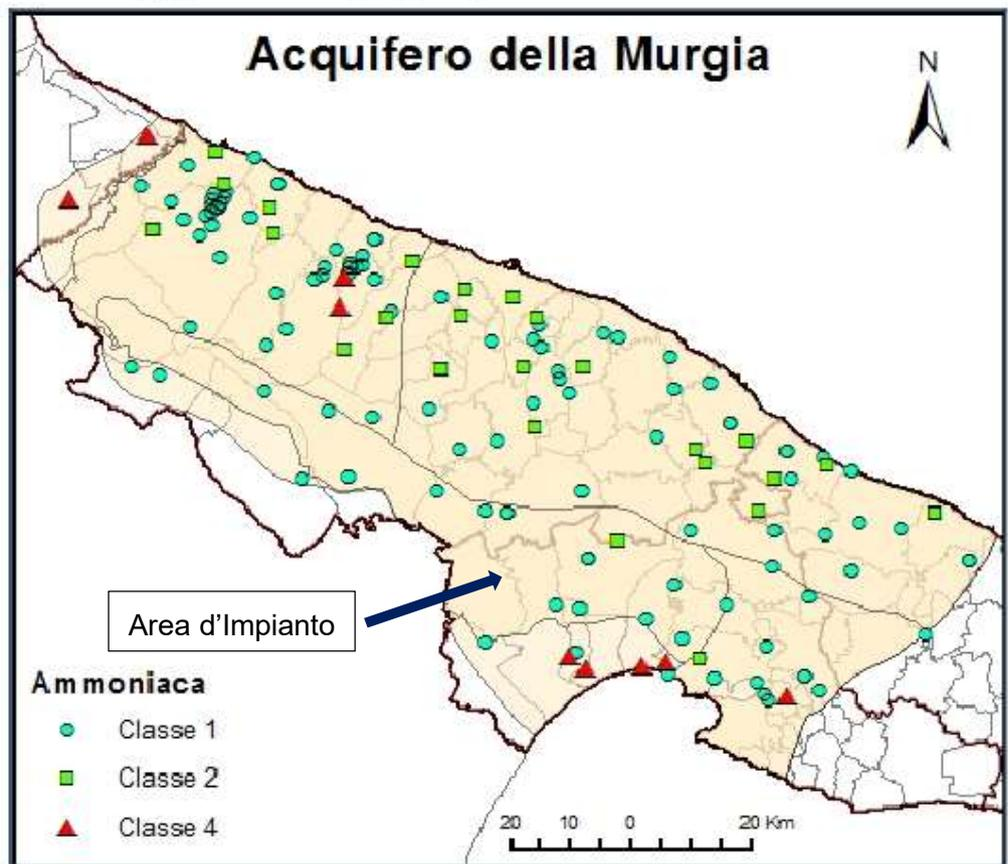 Acquifero della Murgia
N
Area d'Impianto
Ammoniaca
Classe 1
Classe 2
Classe 4
20 10 0 20 Km